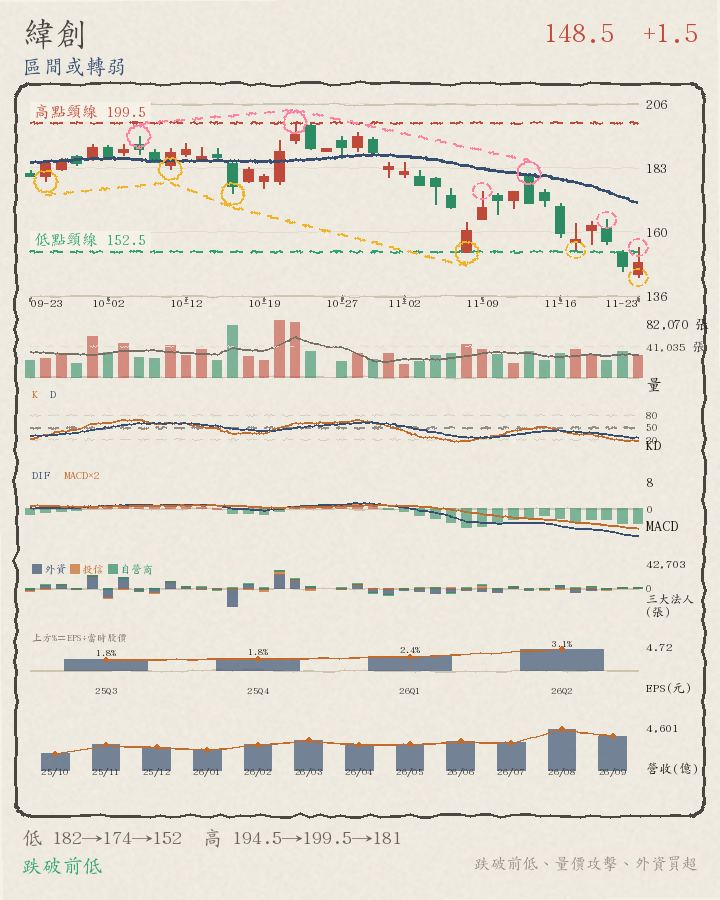 緯創
148.5 +1.5
區間或轉弱
高點頸線 199.5
低點頸線 152.5
206
183
160
136
09-23 10-02 10-12 10-19 10-27 11-02 11-09 11-16 11-23
82,070 張
41,035 張
量
K D
80
50
20
KD
DIF MACD×2
8
0
MACD
外資 投信 自營商
42,703
0
三大法人
(張)
上方%=EPS÷當時股價
1.8% 1.8% 2.4% 3.1%
4.72
25Q3 25Q4 26Q1 26Q2
EPS(元)
4,601
25/10 25/11 25/12 26/01 26/02 26/03 26/04 26/05 26/06 26/07 26/08 26/09
營收(億)
低 182→174→152 高 194.5→199.5→181
跌破前低
跌破前低、量價攻擊、外資買超